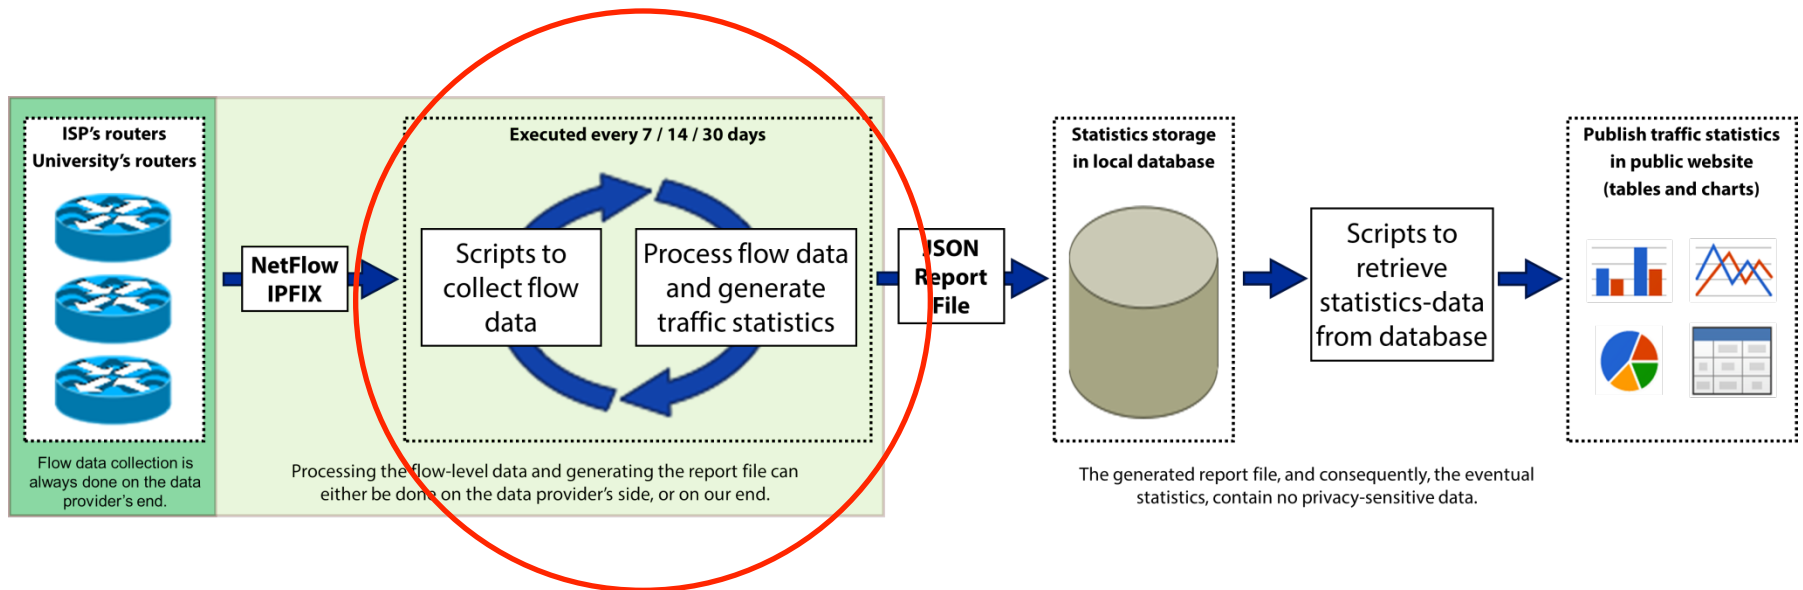 ISP's routers
University's routers
Flow data collection is
always done on the data
provider's end.
NetFlow
IPFIX
Executed every 7 / 14 / 30 days
Scripts to
collect flow
data
Process flow data
and generate
traffic statistics
Processing the flow-level data and generating the report file can
either be done on the data provider's side, or on our end.
JSON
Report
File
Statistics storage
in local database
Scripts to
retrieve
statistics-data
from database
The generated report file, and consequently, the eventual
statistics, contain no privacy-sensitive data.
Publish traffic statistics
in public website
(tables and charts)